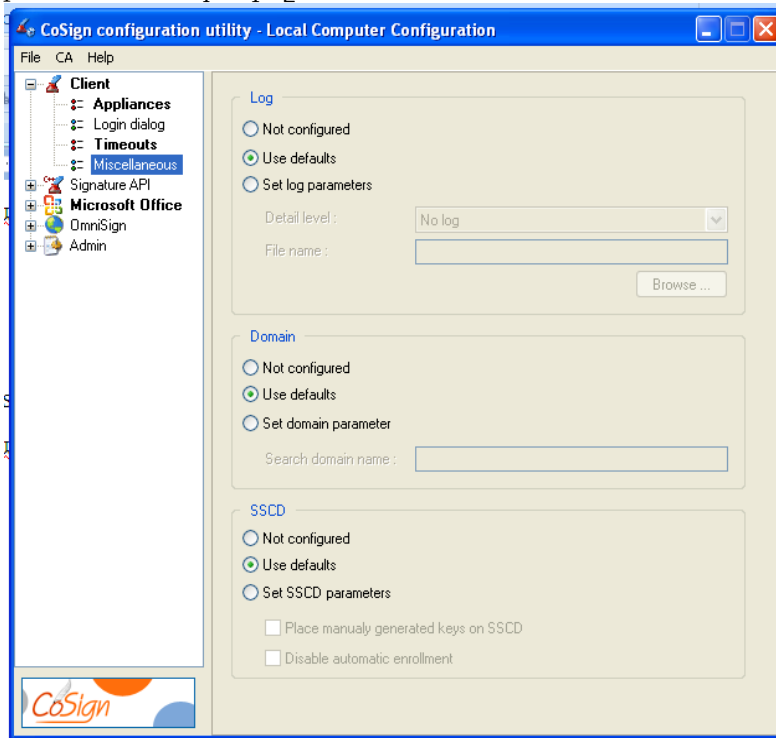 CoSign configuration utility - Local Computer Configuration
File CA Help
Client
Appliances
Login dialog
Timeouts
Miscellaneous
Signature API
Microsoft Office
OmniSign
Admin
CoSign
Log
Not configured
Use defaults
Set log parameters
Detail level : No log
File name :
Browse ...
Domain
Not configured
Use defaults
Set domain parameter
Search domain name :
SSCD
Not configured
Use defaults
Set SSCD parameters
Place manualy generated keys on SSCD
Disable automatic enrollment